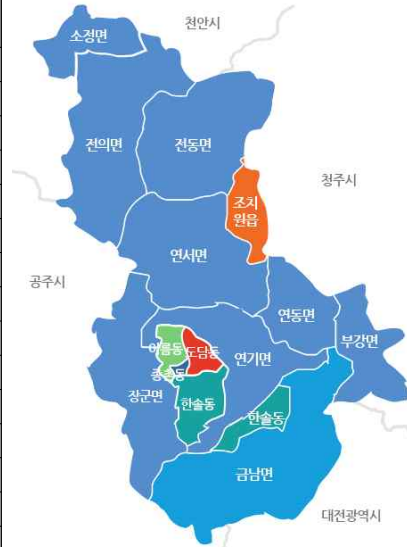 천안시
소정면
전의면
전동면
청주시
조치
원읍
연서면
공주시
연동면
부강면
아름동
도담동
연기면
종촌동
장군면
한솔동
한솔동
금남면
대전광역시